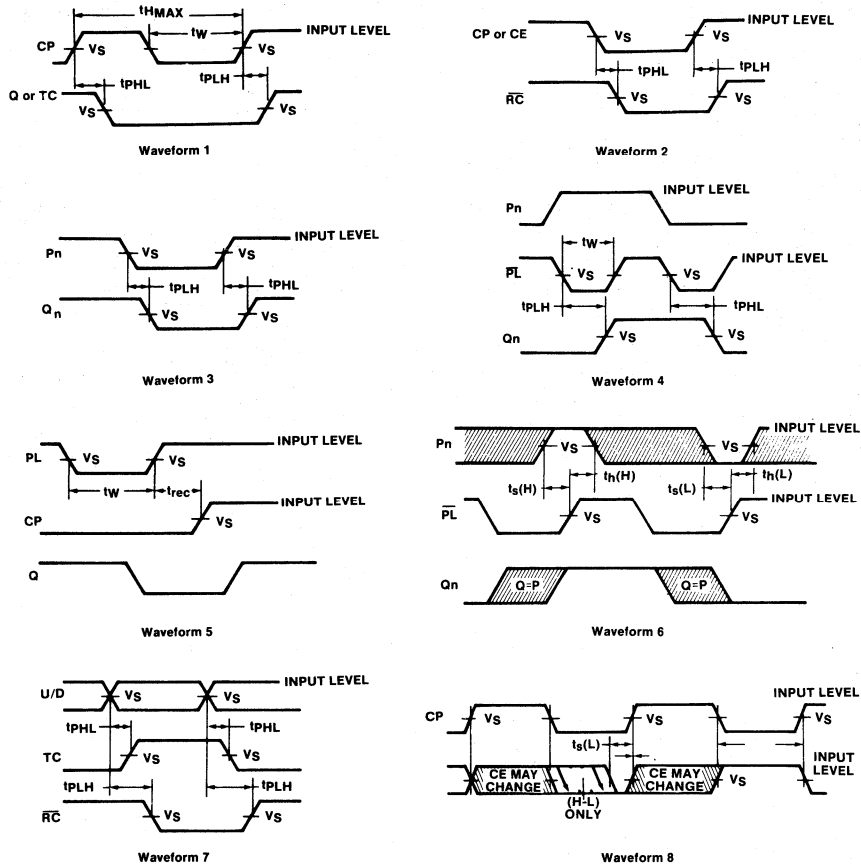 tHMAX
INPUT LEVEL
tW
CP
VS
VS
VS
tPHL
tPLH
Q or TC
VS
VS
Waveform 1
INPUT LEVEL
CP or CE
VS
VS
tPHL
tPLH
RC
VS
VS
Waveform 2
INPUT LEVEL
Pn
VS
VS
tPLH
tPHL
Qn
VS
VS
Waveform 3
INPUT LEVEL
Pn
tW
INPUT LEVEL
PL
VS
VS
tPLH
tPHL
Qn
VS
VS
Waveform 4
INPUT LEVEL
PL
VS
VS
tW
trec
INPUT LEVEL
CP
VS
Q
Waveform 5
INPUT LEVEL
Pn
VS
VS
ts(H)
th(H)
ts(L)
th(L)
INPUT LEVEL
PL
VS
VS
Qn
Q=P
Q=P
Waveform 6
INPUT LEVEL
U/D
VS
VS
tPHL
tPHL
TC
VS
VS
tPLH
tPLH
RC
VS
VS
Waveform 7
INPUT LEVEL
CP
VS
VS
VS
VS
ts(L)
INPUT
LEVEL
CE MAY
CHANGE
(H-L)
ONLY
CE MAY
CHANGE
VS
Waveform 8